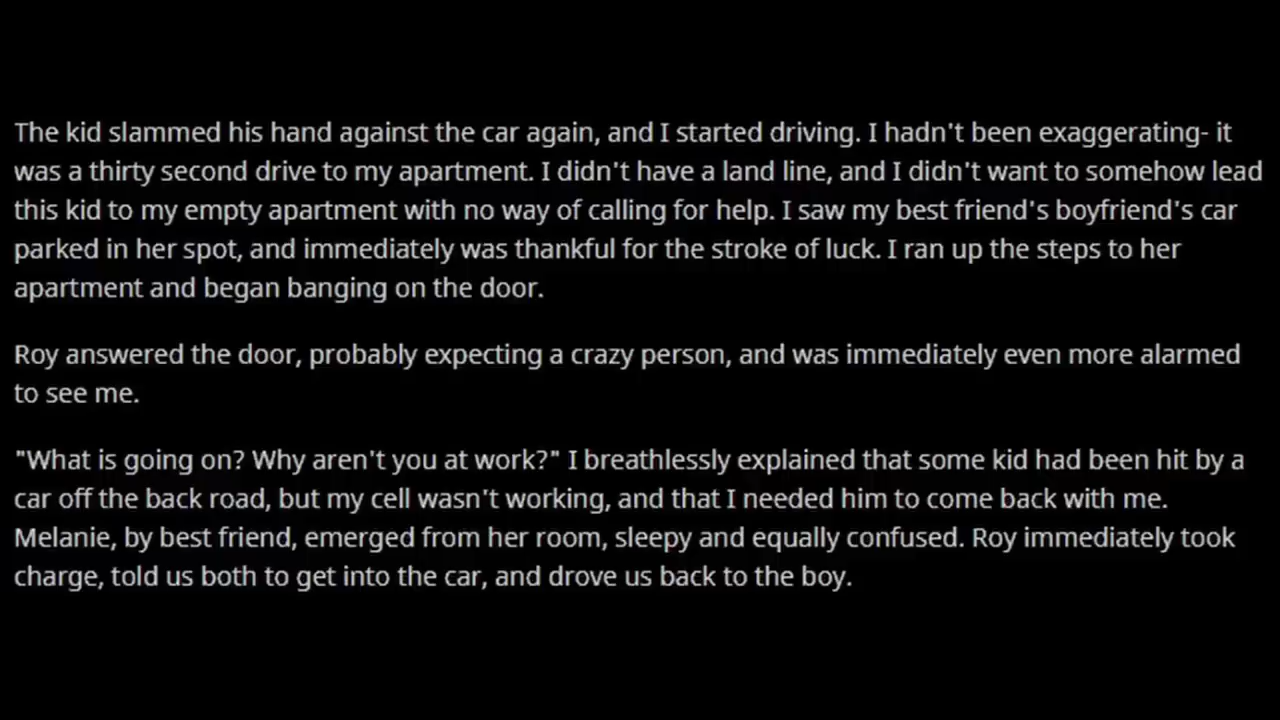 The kid slammed his hand against the car again, and I started driving. I hadn't been exaggerating- it
was a thirty second drive to my apartment. I didn't have a land line, and I didn't want to somehow lead
this kid to my empty apartment with no way of calling for help. I saw my best friend's boyfriend's car
parked in her spot, and immediately was thankful for the stroke of luck. I ran up the steps to her
apartment and began banging on the door.
Roy answered the door, probably expecting a crazy person, and was immediately even more alarmed
to see me.
"What is going on? Why aren't you at work?" I breathlessly explained that some kid had been hit by a
car off the back road, but my cell wasn't working, and that I needed him to come back with me.
Melanie, by best friend, emerged from her room, sleepy and equally confused. Roy immediately took
charge, told us both to get into the car, and drove us back to the boy.